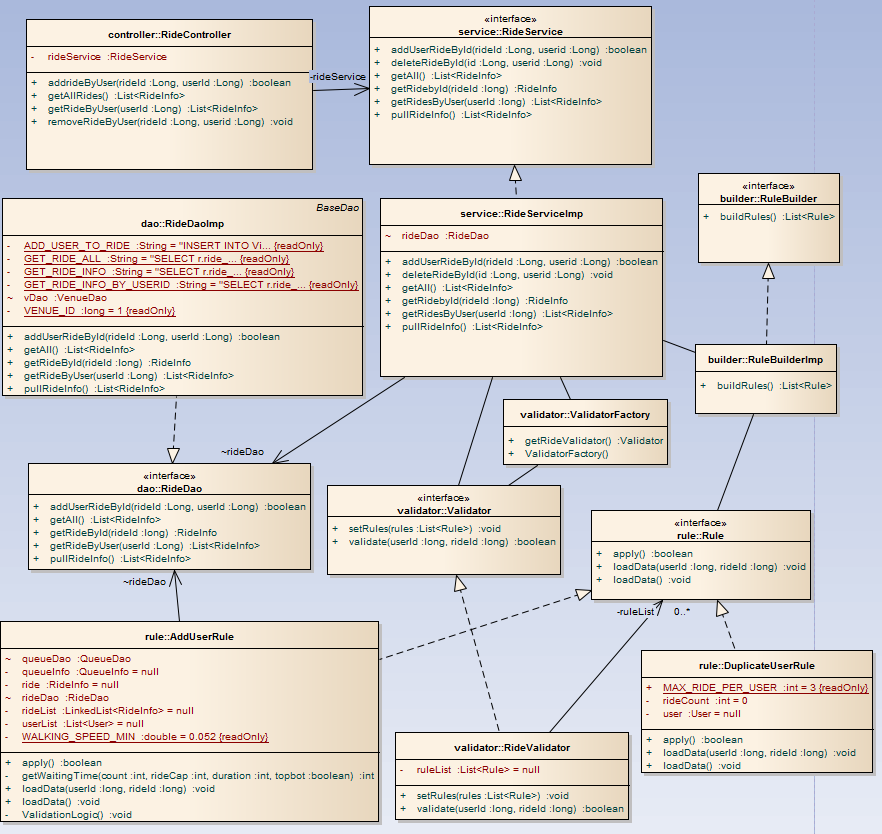 controller::RideController
- rideService :RideService
+ addrideByUser(rideId :Long, userId :Long) :boolean
+ getAllRides() :List<RideInfo>
+ getRideByUser(userId :Long) :List<RideInfo>
+ removeRideByUser(rideId :Long, userid :Long) :void
-rideService
«interface»
service::RideService
+ addUserRideById(rideId :Long, userid :Long) :boolean
+ deleteRideById(id :Long, userid :Long) :void
+ getAll() :List<RideInfo>
+ getRidebyId(rideId :long) :RideInfo
+ getRidesByUser(userId :long) :List<RideInfo>
+ pullRideInfo() :List<RideInfo>
BaseDao
dao::RideDaoImp
- ADD_USER_TO_RIDE :String = "INSERT INTO Vi... {readOnly}
- GET_RIDE_ALL :String = "SELECT r.ride_... {readOnly}
- GET_RIDE_INFO :String = "SELECT r.ride_... {readOnly}
- GET_RIDE_INFO_BY_USERID :String = "SELECT r.ride_... {readOnly}
~ vDao :VenueDao
- VENUE_ID :long = 1 {readOnly}
+ addUserRideById(rideId :Long, userId :Long) :boolean
+ getAll() :List<RideInfo>
+ getRideById(rideId :long) :RideInfo
+ getRideByUser(userId :Long) :List<RideInfo>
+ pullRideInfo() :List<RideInfo>
service::RideServiceImp
~ rideDao :RideDao
+ addUserRideById(rideId :Long, userid :Long) :boolean
+ deleteRideById(id :Long, userid :Long) :void
+ getAll() :List<RideInfo>
+ getRidebyId(rideId :long) :RideInfo
+ getRidesByUser(userId :long) :List<RideInfo>
+ pullRideInfo() :List<RideInfo>
«interface»
builder::RuleBuilder
+ buildRules() :List<Rule>
builder::RuleBuilderImp
+ buildRules() :List<Rule>
validator::ValidatorFactory
+ getRideValidator() :Validator
+ ValidatorFactory()
~rideDao
«interface»
dao::RideDao
+ addUserRideById(rideId :Long, userId :Long) :boolean
+ getAll() :List<RideInfo>
+ getRideById(rideId :long) :RideInfo
+ getRideByUser(userId :Long) :List<RideInfo>
+ pullRideInfo() :List<RideInfo>
«interface»
validator::Validator
+ setRules(rules :List<Rule>) :void
+ validate(userId :long, rideId :long) :boolean
«interface»
rule::Rule
+ apply() :boolean
+ loadData(userId :long, rideId :long) :void
+ loadData() :void
~rideDao
-ruleList 0..*
rule::AddUserRule
~ queueDao :QueueDao
- queueInfo :QueueInfo = null
- ride :RideInfo = null
~ rideDao :RideDao
- rideList :LinkedList<RideInfo> = null
- userList :List<User> = null
- WALKING_SPEED_MIN :double = 0.052 {readOnly}
+ apply() :boolean
- getWaitingTime(count :int, rideCap :int, duration :int, topbot :boolean) :int
+ loadData(userId :long, rideId :long) :void
+ loadData() :void
- ValidationLogic() :void
rule::DuplicateUserRule
+ MAX_RIDE_PER_USER :int = 3 {readOnly}
- rideCount :int = 0
- user :User = null
+ apply() :boolean
+ loadData(userId :long, rideId :long) :void
+ loadData() :void
validator::RideValidator
- ruleList :List<Rule> = null
+ setRules(rules :List<Rule>) :void
+ validate(userId :long, rideId :long) :boolean